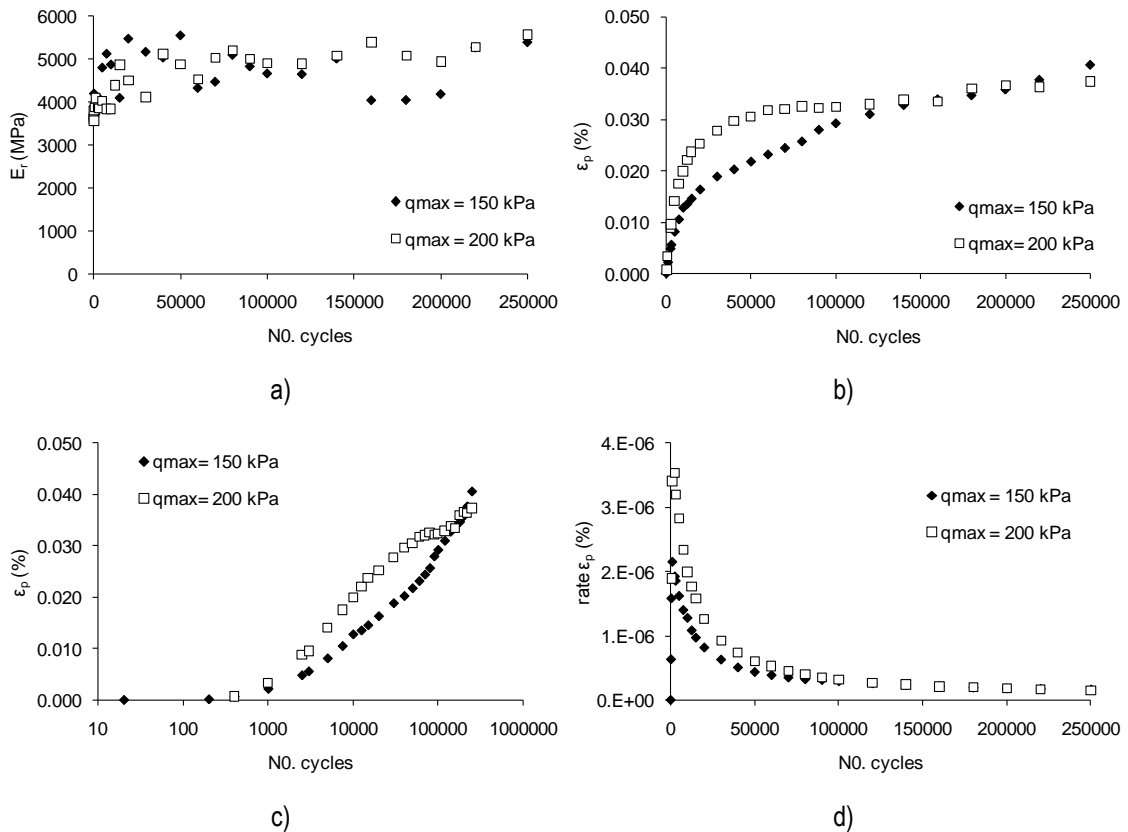 6000
5000
4000
3000
2000
1000
0
E_r (MPa)
qmax = 150 kPa
qmax = 200 kPa
0 50000 100000 150000 200000 250000
N0. cycles
a)
0.050
0.040
0.030
0.020
0.010
0.000
ε_p (%)
qmax= 150 kPa
qmax = 200 kPa
0 50000 100000 150000 200000 250000
N0. cycles
b)
0.050
0.040
0.030
0.020
0.010
0.000
ε_p (%)
qmax= 150 kPa
qmax= 200 kPa
10 100 1000 10000 100000 1000000
N0. cycles
c)
4.E-06
3.E-06
2.E-06
1.E-06
0.E+00
rate ε_p (%)
qmax = 150 kPa
qmax = 200 kPa
0 50000 100000 150000 200000 250000
N0. cycles
d)